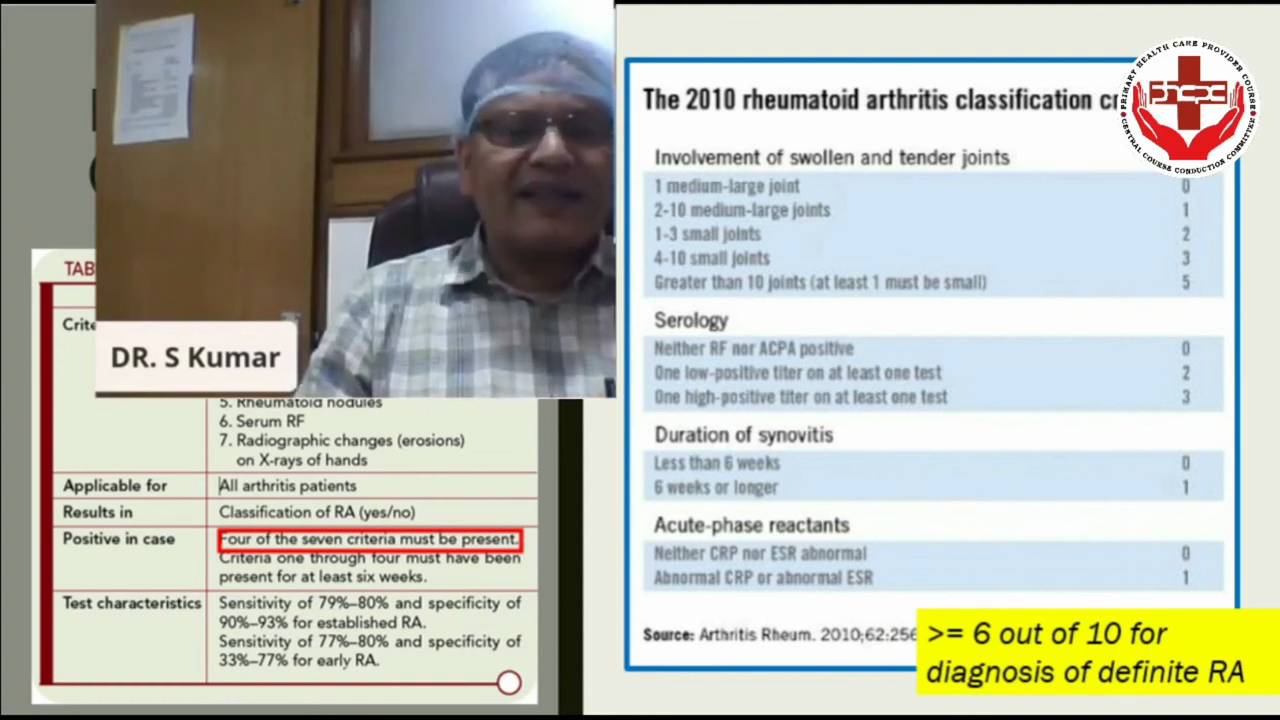 DR. S Kumar
TAB
Crite
5. Rheumatoid nodules
6. Serum RF
7. Radiographic changes (erosions)
on X-rays of hands
Applicable for All arthritis patients
Results in Classification of RA (yes/no)
Positive in case Four of the seven criteria must be present.
Criteria one through four must have been
present for at least six weeks.
Test characteristics Sensitivity of 79%–80% and specificity of
90%–93% for established RA.
Sensitivity of 77%–80% and specificity of
33%–77% for early RA.
The 2010 rheumatoid arthritis classification cr
Involvement of swollen and tender joints
1 medium-large joint 0
2-10 medium-large joints 1
1-3 small joints 2
4-10 small joints 3
Greater than 10 joints (at least 1 must be small) 5
Serology
Neither RF nor ACPA positive 0
One low-positive titer on at least one test 2
One high-positive titer on at least one test 3
Duration of synovitis
Less than 6 weeks 0
6 weeks or longer 1
Acute-phase reactants
Neither CRP nor ESR abnormal 0
Abnormal CRP or abnormal ESR 1
Source: Arthritis Rheum. 2010;62:256
>= 6 out of 10 for
diagnosis of definite RA
PRIMARY HEALTH CARE PROVIDER COURSE
phcpc
CENTRAL COURSE CONDUCTION COMMITTEE